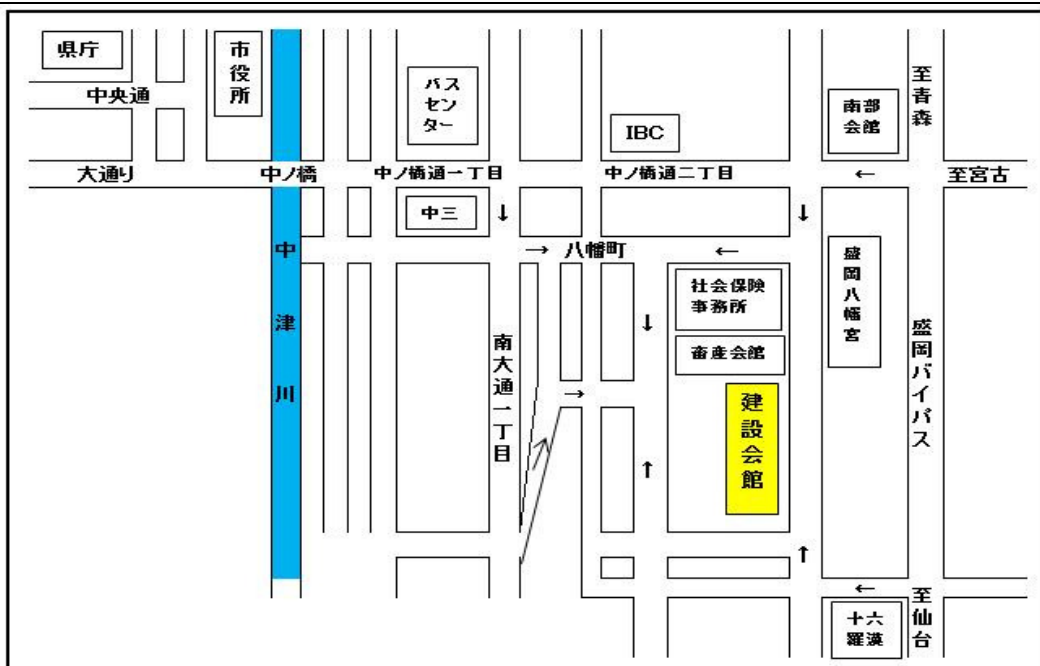 県庁
市役所
バスセンター
IBC
南部会館
至青森
中央通
大通り
中ノ橋
中ノ橋通一丁目
中ノ橋通二丁目
←
至宮古
中三
↓
↓
中津川
→
八幡町
←
社会保険事務所
盛岡八幡宮
↓
畜産会館
南大通一丁目
盛岡バイパス
→
建設会館
↑
↑
←
至仙台
十六羅漢